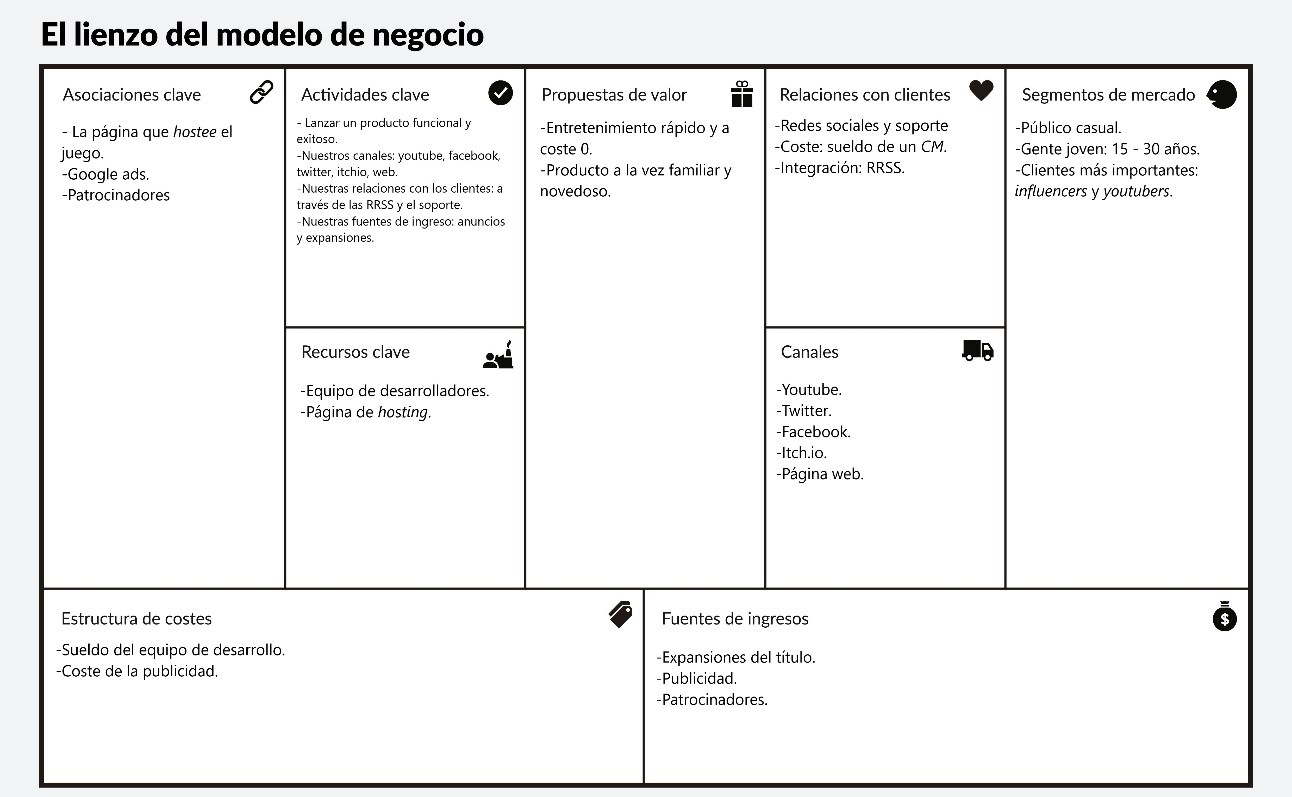 El lienzo del modelo de negocio
Asociaciones clave
- La página que hostee el
juego.
-Google ads.
-Patrocinadores
Actividades clave
- Lanzar un producto funcional y
exitoso.
-Nuestros canales: youtube, facebook,
twitter, itchio, web.
-Nuestras relaciones con los clientes: a
través de las RRSS y el soporte.
-Nuestras fuentes de ingreso: anuncios
y expansiones.
Recursos clave
-Equipo de desarrolladores.
-Página de hosting.
Propuestas de valor
-Entretenimiento rápido y a
coste 0.
-Producto a la vez familiar y
novedoso.
Relaciones con clientes
-Redes sociales y soporte
-Coste: sueldo de un CM.
-Integración: RRSS.
Canales
-Youtube.
-Twitter.
-Facebook.
-Itch.io.
-Página web.
Segmentos de mercado
-Público casual.
-Gente joven: 15 - 30 años.
-Clientes más importantes:
influencers y youtubers.
Estructura de costes
-Sueldo del equipo de desarrollo.
-Coste de la publicidad.
Fuentes de ingresos
$
-Expansiones del título.
-Publicidad.
-Patrocinadores.